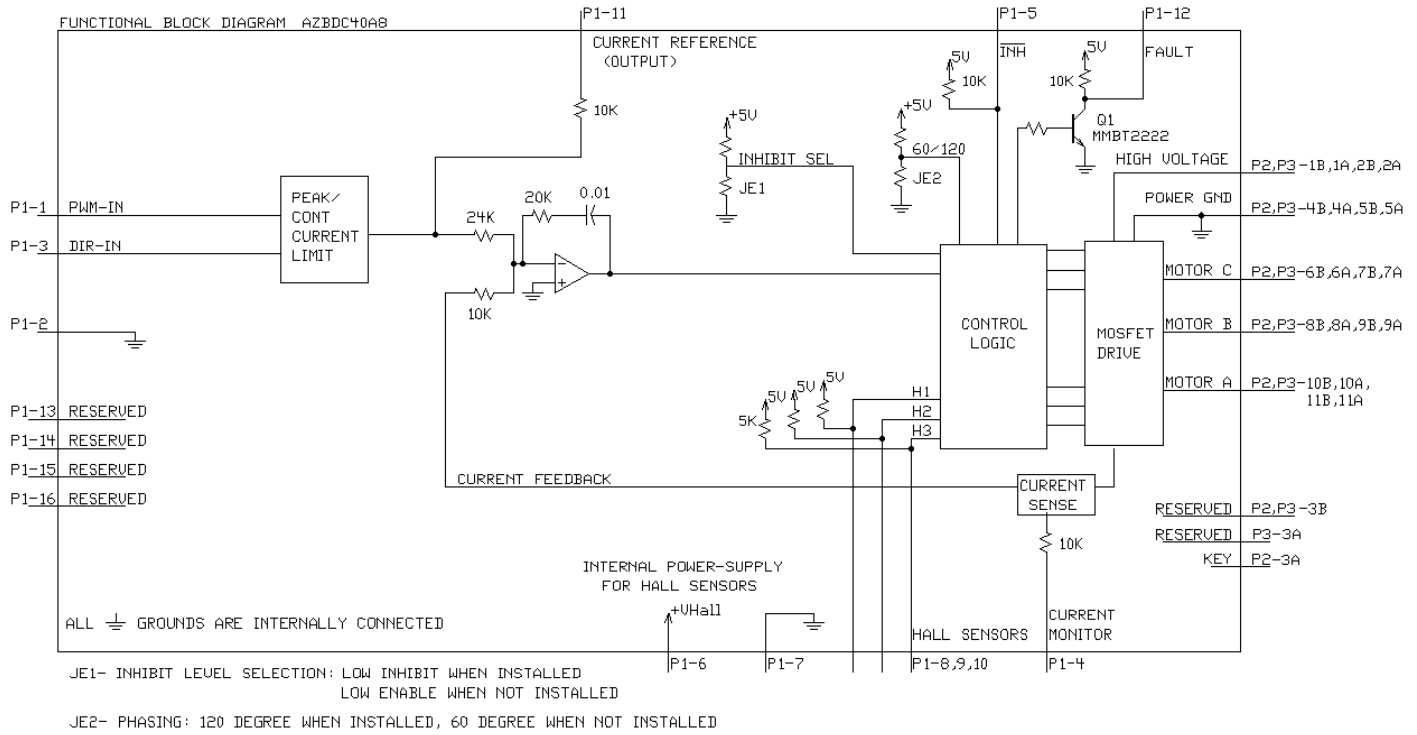 FUNCTIONAL BLOCK DIAGRAM AZBDC40A8
P1-11
P1-5
P1-12
CURRENT REFERENCE
(OUTPUT)
INH
FAULT
5V
10K
5V
10K
10K
+5V
+5V
Q1
MMBT2222
INHIBIT SEL
60/120
JE1
JE2
HIGH VOLTAGE
P2,P3-1B,1A,2B,2A
POWER GND
P2,P3-4B,4A,5B,5A
P1-1
PWM-IN
P1-3
DIR-IN
PEAK/
CONT
CURRENT
LIMIT
24K
20K
0.01
-
+
10K
P1-2
CONTROL
LOGIC
MOSFET
DRIVE
MOTOR C
P2,P3-6B,6A,7B,7A
MOTOR B
P2,P3-8B,8A,9B,9A
MOTOR A
P2,P3-10B,10A,
11B,11A
5V
5V
5V
5K
H1
H2
H3
P1-13 RESERVED
P1-14 RESERVED
P1-15 RESERVED
P1-16 RESERVED
CURRENT FEEDBACK
CURRENT
SENSE
10K
RESERVED
P2,P3-3B
RESERVED
P3-3A
KEY
P2-3A
INTERNAL POWER-SUPPLY
FOR HALL SENSORS
+VHall
ALL GROUNDS ARE INTERNALLY CONNECTED
HALL SENSORS
CURRENT
MONITOR
P1-6
P1-7
P1-8,9,10
P1-4
JE1- INHIBIT LEVEL SELECTION: LOW INHIBIT WHEN INSTALLED
LOW ENABLE WHEN NOT INSTALLED
JE2- PHASING: 120 DEGREE WHEN INSTALLED, 60 DEGREE WHEN NOT INSTALLED